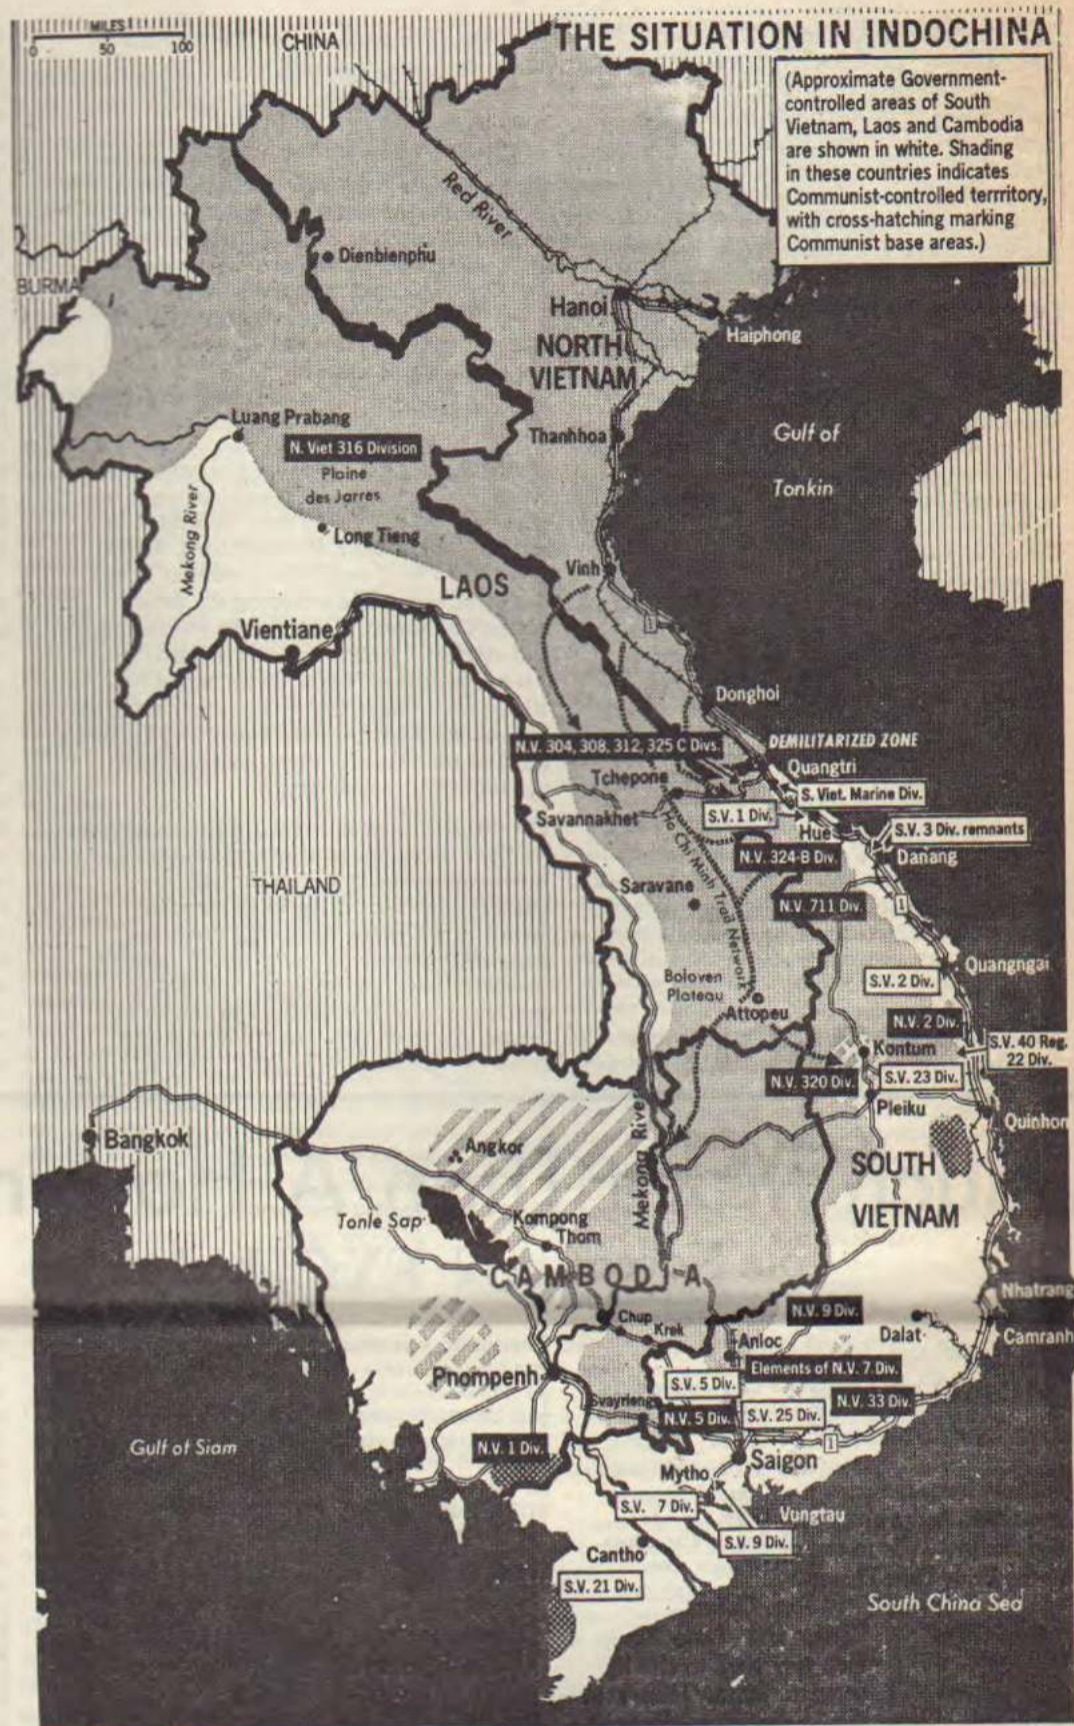 MILES
0 50 100
CHINA
THE SITUATION IN INDOCHINA
(Approximate Government-
controlled areas of South
Vietnam, Laos and Cambodia
are shown in white. Shading
in these countries indicates
Communist-controlled terrritory,
with cross-hatching marking
Communist base areas.)
Red River
Dienbienphu
BURMA
Hanoi
Haiphong
NORTH
VIETNAM
Luang Prabang
Thanhhoa
Gulf of
Tonkin
N. Viet 316 Division
Plaine
des Jarres
Mekong River
Long Tieng
LAOS
Vinh
Vientiane
1
Donghoi
DEMILITARIZED ZONE
N.V. 304, 308, 312, 325 C Divs.
Quangtri
Tchepone
S. Viet. Marine Div.
S.V. 1 Div.
Savannakhet
Hue
S.V. 3 Div. remnants
Ho Chi Minh Trail Network
N.V. 324-B Div.
Danang
THAILAND
Saravane
N.V. 711 Div.
1
Quangngai
Boloven
Plateau
S.V. 2 Div.
Attopeu
N.V. 2 Div.
Kontum
S.V. 40 Reg.
22 Div.
N.V. 320 Div.
S.V. 23 Div.
Pleiku
Quinhon
Bangkok
Angkor
Mekong River
SOUTH
VIETNAM
Tonle Sap
Kompong
Thom
CAMBODIA
Nhatrang
N.V. 9 Div.
Chup
Krek
Anloc
Dalat
Camranh
Elements of N.V. 7 Div.
Pnompenh
S.V. 5 Div.
Svayrieng
N.V. 5 Div.
S.V. 25 Div.
N.V. 33 Div.
Gulf of Siam
N.V. 1 Div.
1
Saigon
Mytho
S.V. 7 Div.
Vungtau
S.V. 9 Div.
Cantho
S.V. 21 Div.
South China Sea